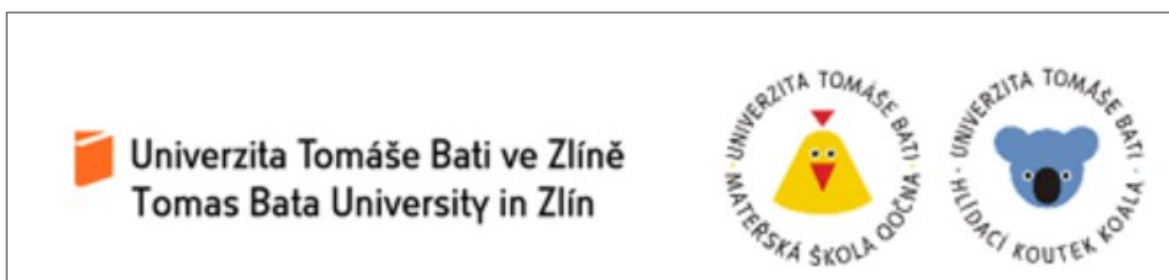 Univerzita Tomáše Bati ve Zlíně
Tomas Bata University in Zlín
UNIVERZITA TOMÁŠE BATI · MATEŘSKÁ ŠKOLA QOČNA ·
UNIVERZITA TOMÁŠE BATI · HLÍDACÍ KOUTEK KOALA ·